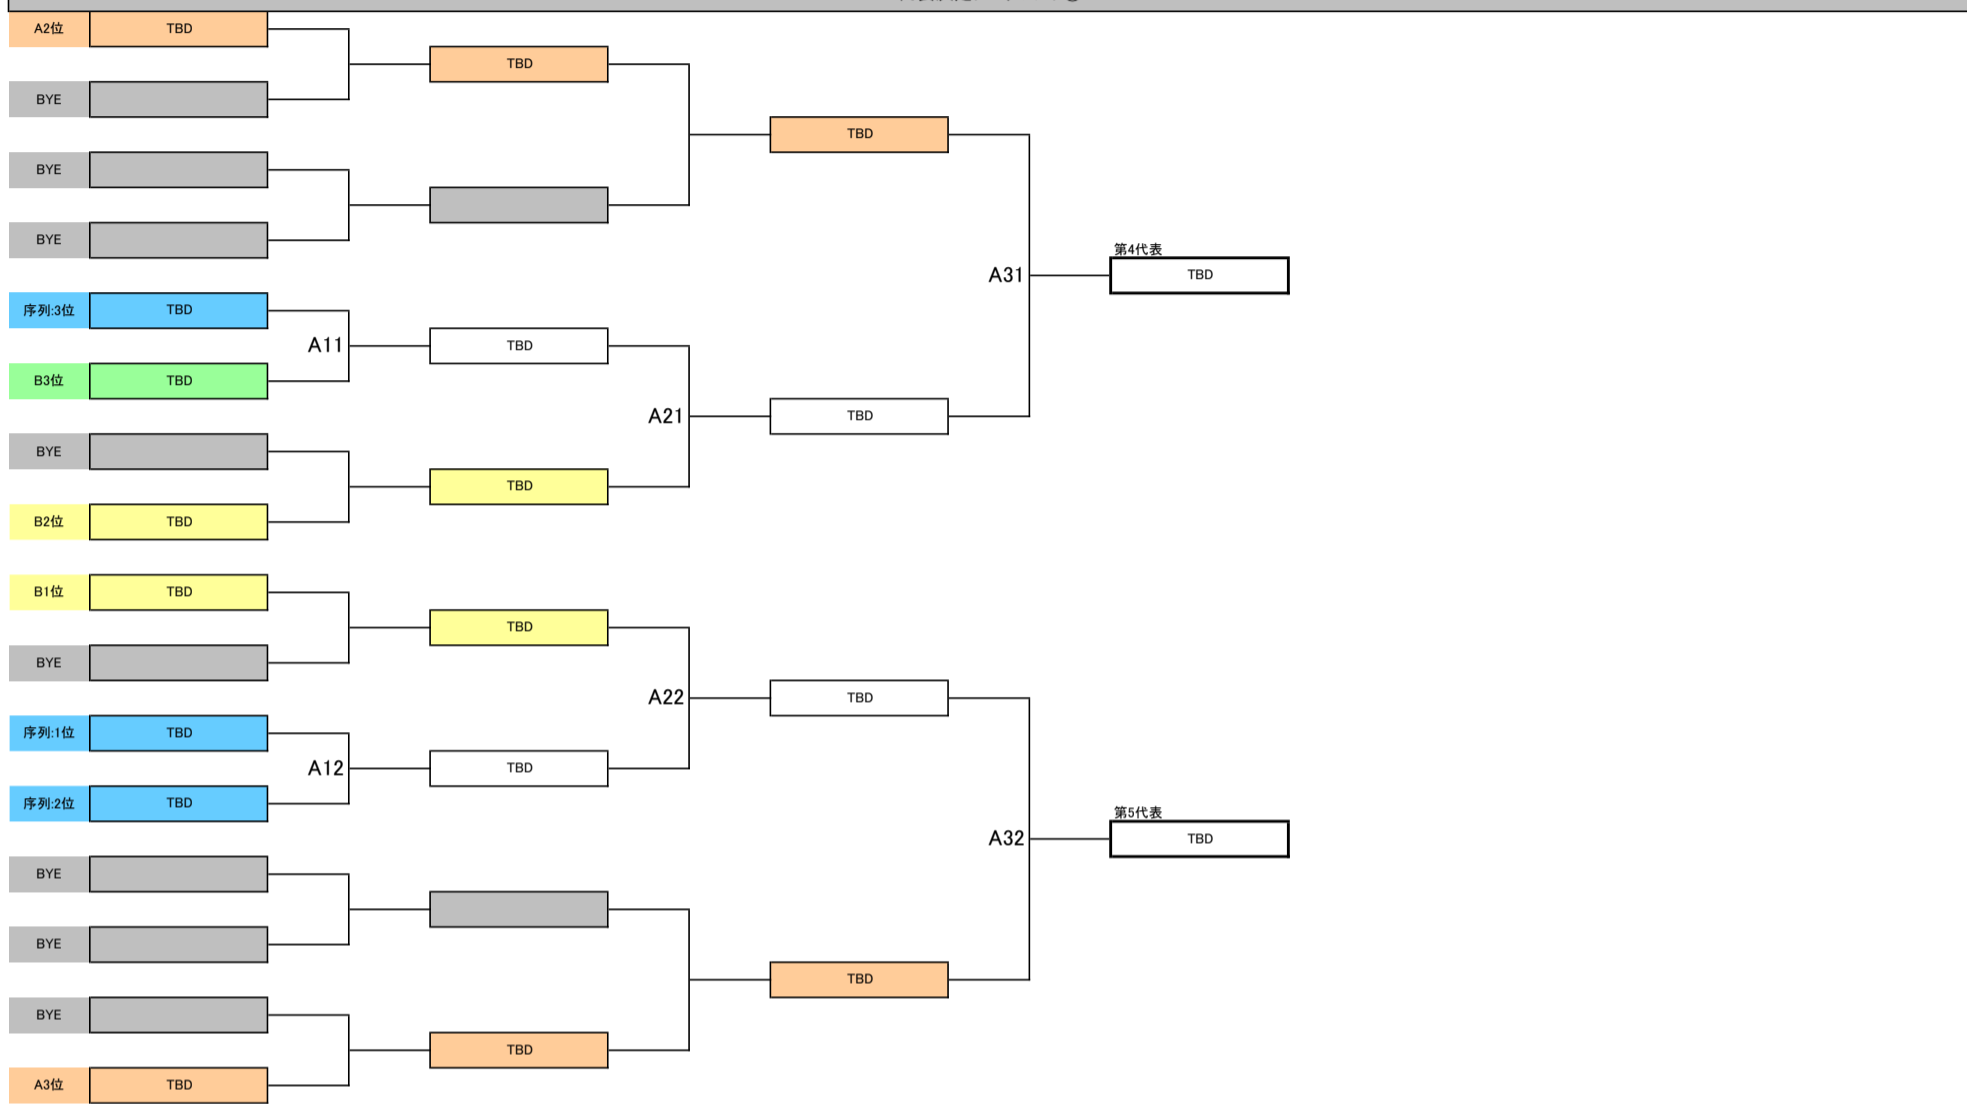 A2位 TBD
TBD
BYE
TBD
BYE
BYE
第4代表
A31 TBD
序列:3位 TBD
A11 TBD
B3位 TBD
A21 TBD
BYE
TBD
B2位 TBD
B1位 TBD
TBD
BYE
A22 TBD
序列:1位 TBD
A12 TBD
序列:2位 TBD
第5代表
A32 TBD
BYE
BYE
TBD
BYE
TBD
A3位 TBD